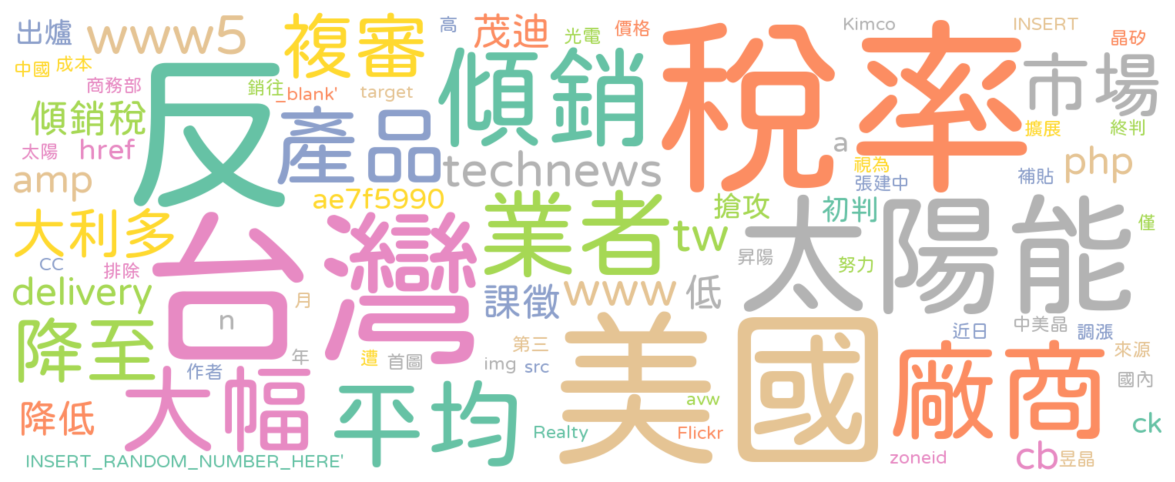 出爐
www5
複審
高
茂迪
光電
價格
Kimco
INSERT
晶矽
中國
成本
商務部
銷往
_blank'
target
傾銷
稅率
市場
傾銷稅
反
產品
technews
a
擴展
終判
太陽
href
視為
張建中
補貼
php
amp
ae7f5990
大利多
台灣
業者
tw
搶攻
初判
太陽能
僅
CC
排除
昇陽
努力
delivery
月
n
課徵
www
低
降至
近日
中美晶
調漲
年
遭
首圖
第三
img
src
作者
美國
廠商
來源
國內
大幅
平均
avw
降低
Realty
Flickr
ck
INSERT_RANDOM_NUMBER_HERE'
zoneid
cb
昱晶